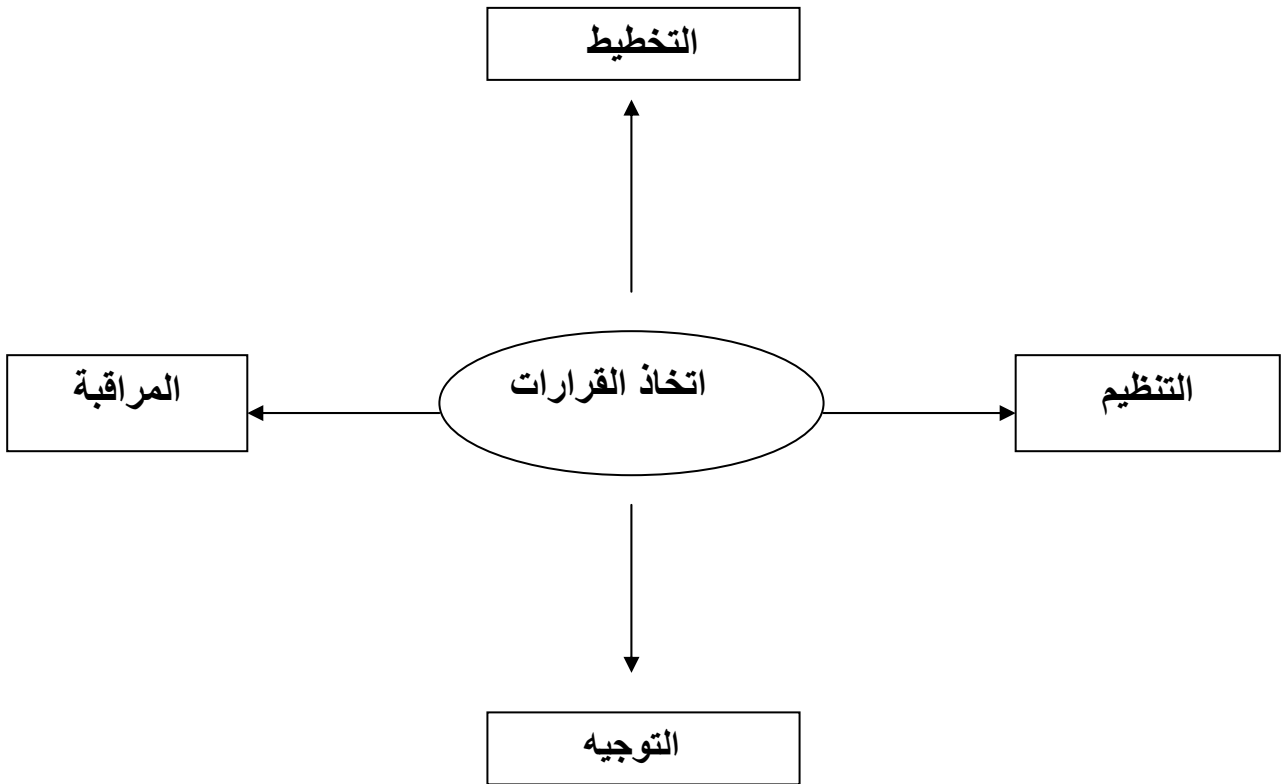 التخطيط
التنظيم
اتخاذ القرارات
المراقبة
التوجيه